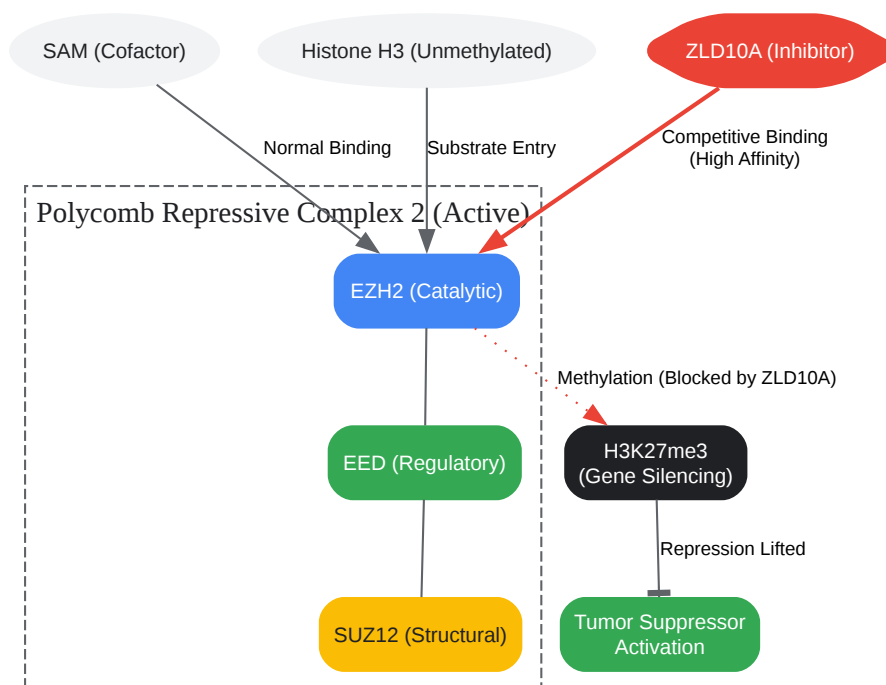 SAM (Cofactor)
Histone H3 (Unmethylated)
ZLD10A (Inhibitor)
Normal Binding
Substrate Entry
Competitive Binding
(High Affinity)
Polycomb Repressive Complex 2 (Active)
EZH2 (Catalytic)
Methylation (Blocked by ZLD10A)
EED (Regulatory)
H3K27me3
(Gene Silencing)
Repression Lifted
SUZ12 (Structural)
Tumor Suppressor
Activation